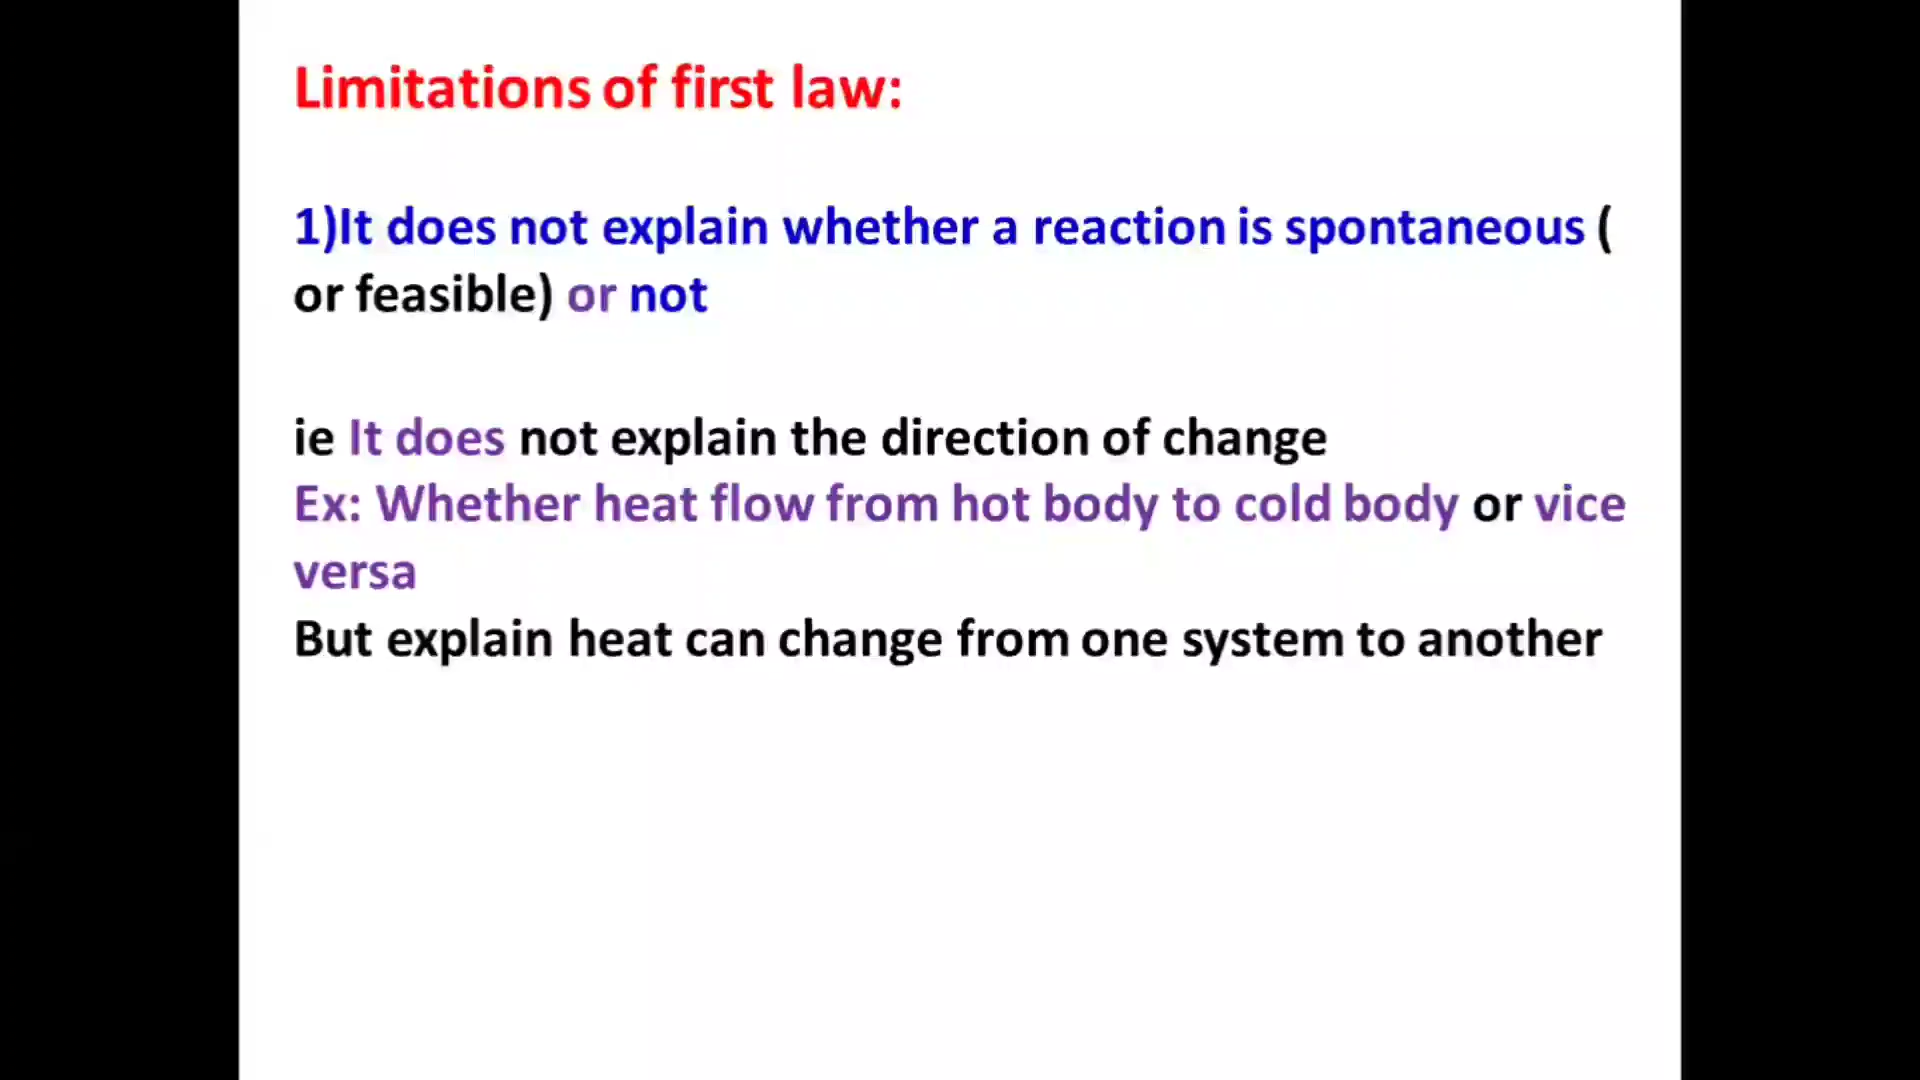 Limitations of first law:
1)It does not explain whether a reaction is spontaneous (
or feasible) or not
ie It does not explain the direction of change
Ex: Whether heat flow from hot body to cold body or vice
versa
But explain heat can change from one system to another